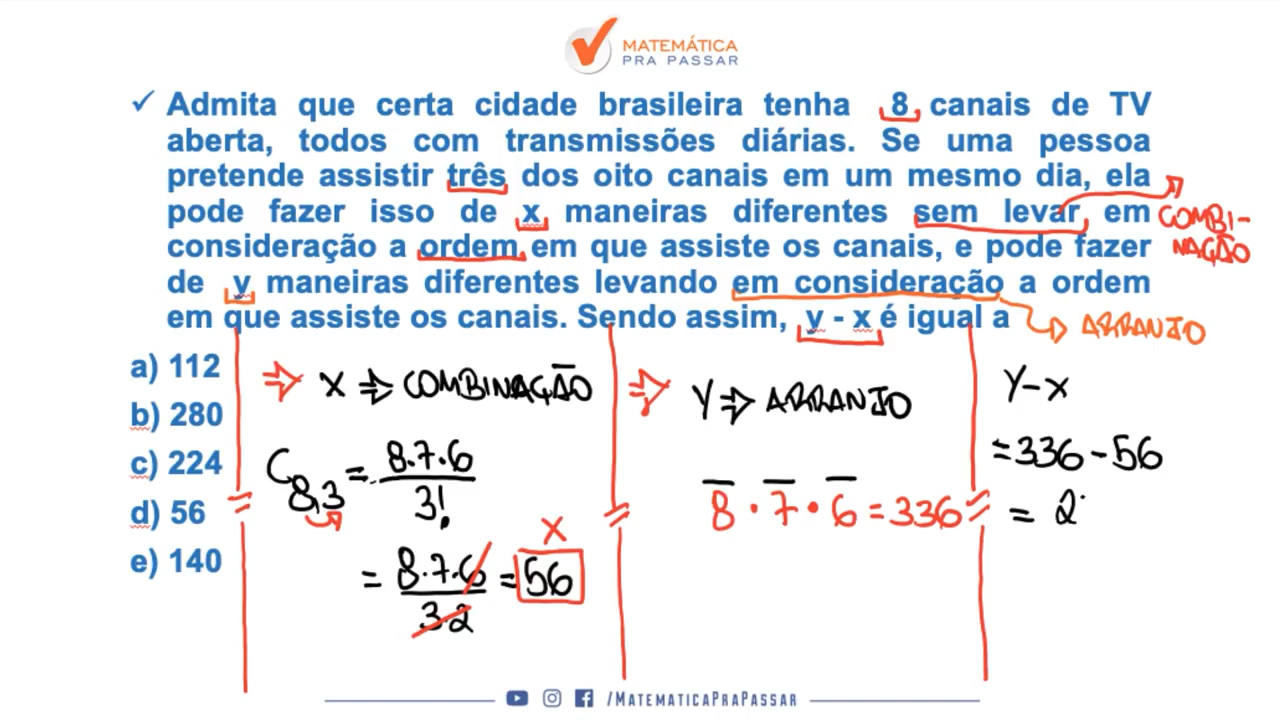 MATEMÁTICA
PRA PASSAR
✓ Admita que certa cidade brasileira tenha 8 canais de TV
aberta, todos com transmissões diárias. Se uma pessoa
pretende assistir três dos oito canais em um mesmo dia, ela
pode fazer isso de x maneiras diferentes sem levar em
consideração a ordem em que assiste os canais, e pode fazer
de y maneiras diferentes levando em consideração a ordem
em que assiste os canais. Sendo assim, y - x é igual a
COMBI-
NAÇÃO
ARRANJO
a) 112
b) 280
c) 224
d) 56
e) 140
⇒ X ⇒ COMBINAÇÃO
C8,3 = 8.7.6 / 3!
= 8.7.6 / 3.2 = 56
X
⇒ Y ⇒ ARRANJO
8 . 7 . 6 = 336
Y - X
= 336 - 56
= 2
/MATEMATICAPRAPASSAR